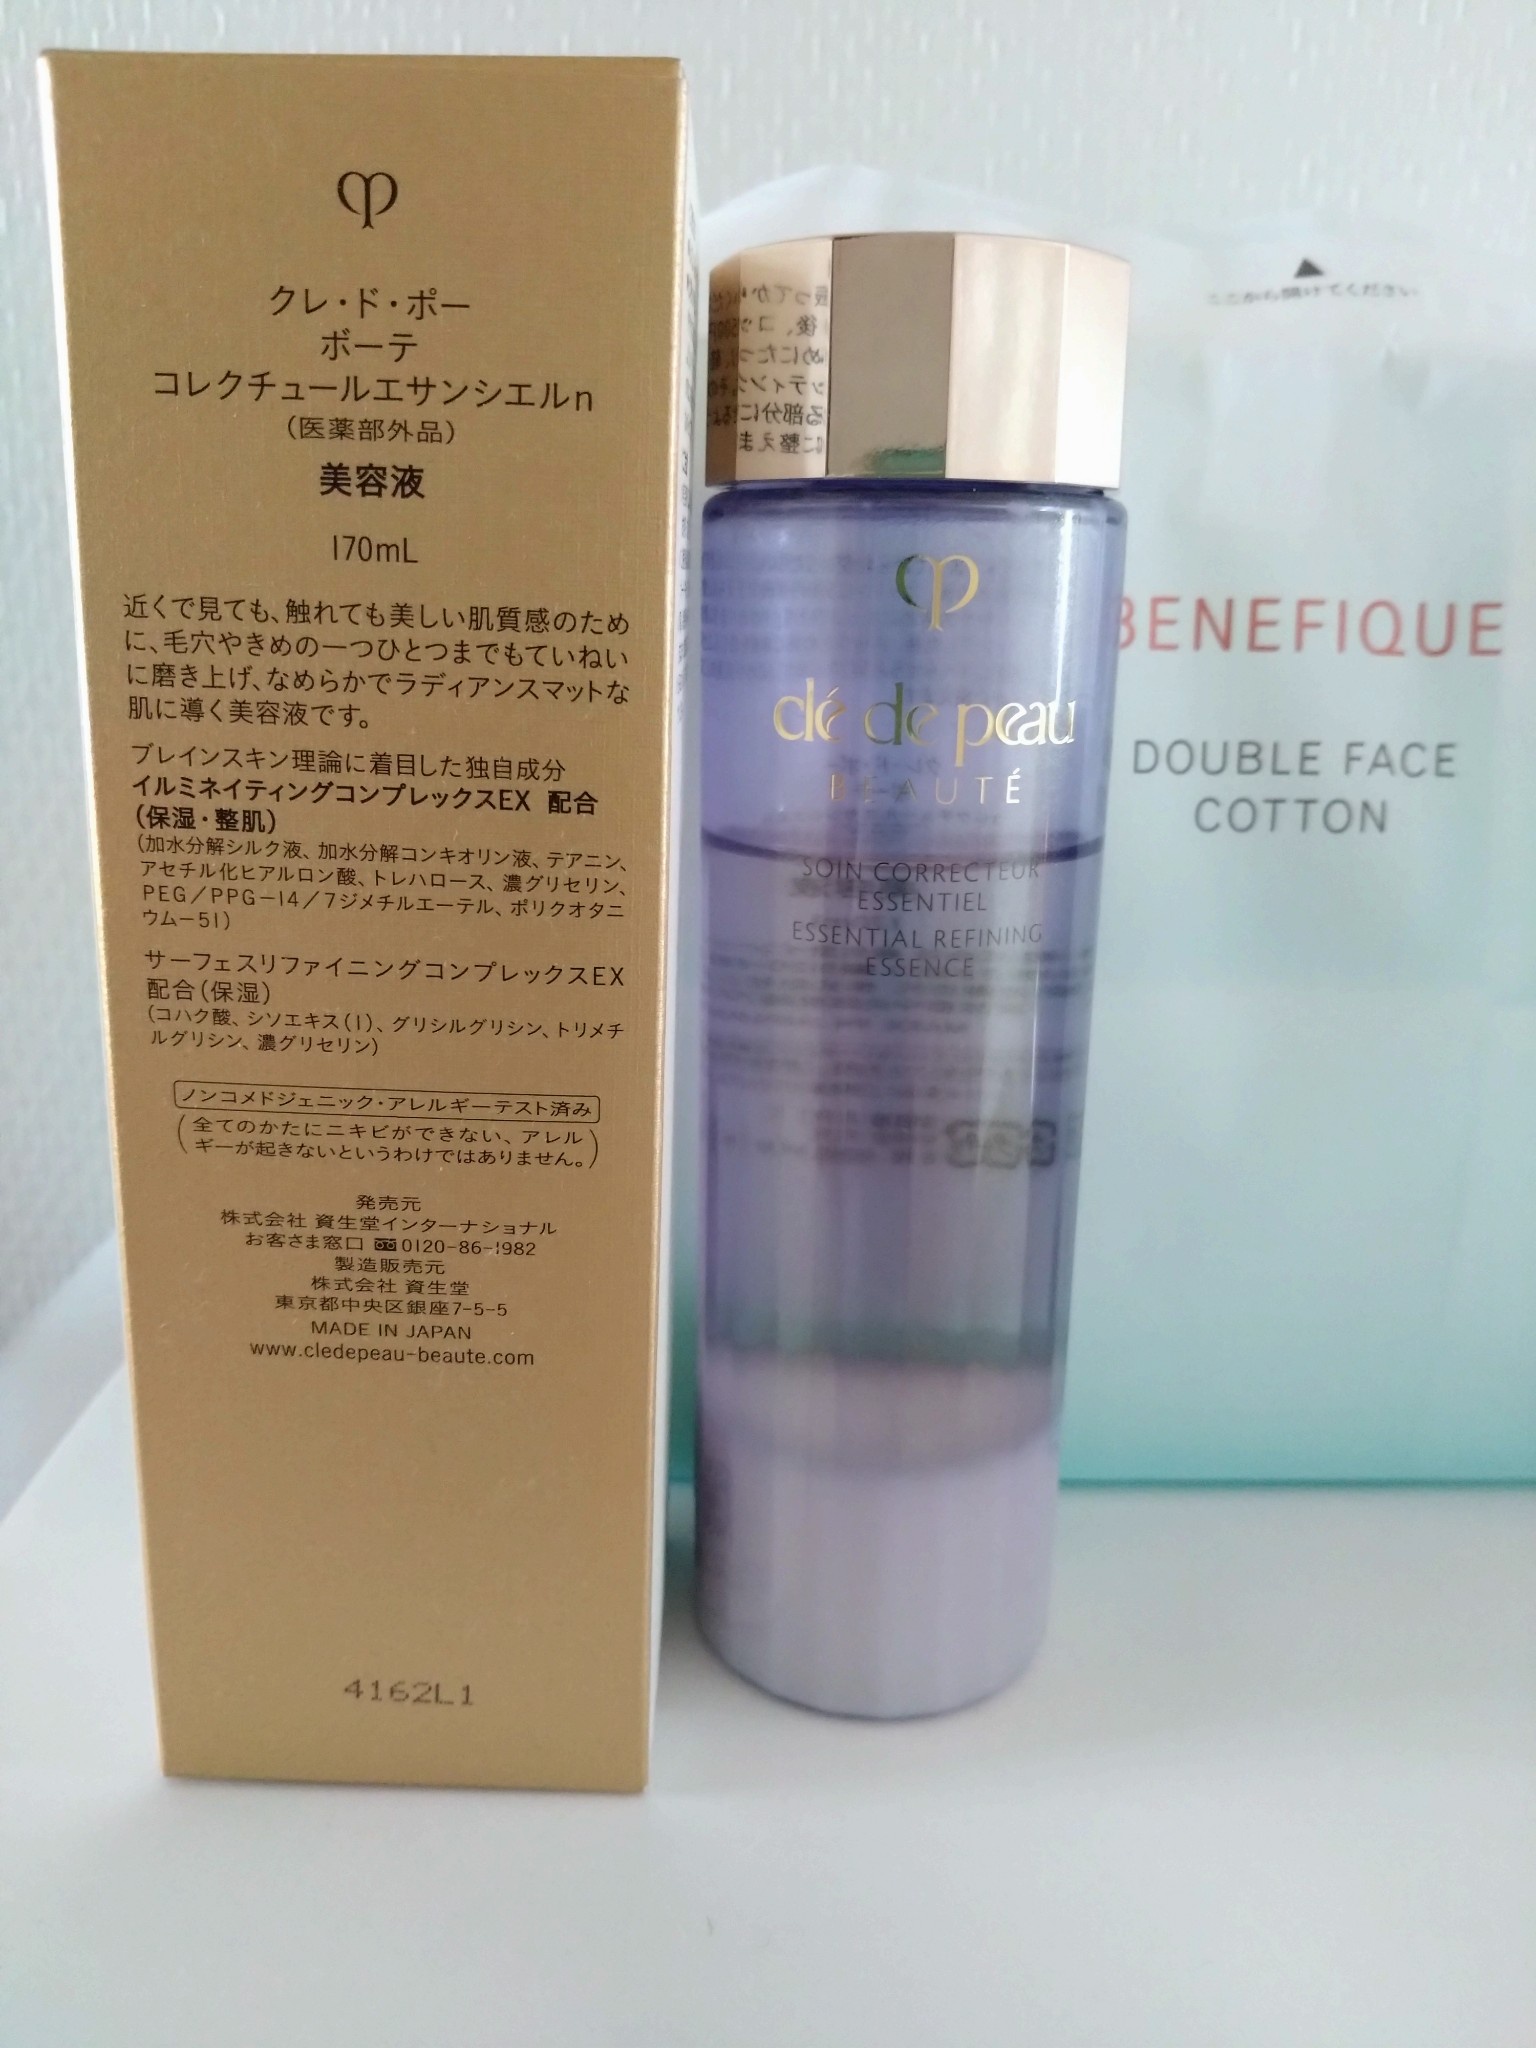 クレ・ド・ポー
ボーテ
コレクチュールエサンシエルn
(医薬部外品)
美容液
170mL
近くで見ても、触れても美しい肌質感のため
に、毛穴やきめの一つひとつまでもていねい
に磨き上げ、なめらかでラディアンスマットな
肌に導く美容液です。
ブレインスキン理論に着目した独自成分
イルミネイティングコンプレックスEX 配合
(保湿・整肌)
(加水分解シルク液、加水分解コンキオリン液、テアニン、
アセチル化ヒアルロン酸、トレハロース、濃グリセリン、
PEG/PPG-14/7ジメチルエーテル、ポリクオタニ
ウム-51)
サーフェスリファイニングコンプレックスEX
配合(保湿)
(コハク酸、シソエキス(1)、グリシルグリシン、トリメチ
ルグリシン、濃グリセリン)
ノンコメドジェニック・アレルギーテスト済み
(全てのかたにニキビができない、アレル
ギーが起きないというわけではありません。)
発売元
株式会社 資生堂インターナショナル
お客さま窓口 0120-86-1982
製造販売元
株式会社 資生堂
東京都中央区銀座7-5-5
MADE IN JAPAN
www.cledepeau-beaute.com
4162L1
clé de peau
BEAUTÉ
SOIN CORRECTEUR
ESSENTIEL
ESSENTIAL REFINING
ESSENCE
ここから開けてください
BENEFIQUE
DOUBLE FACE
COTTON